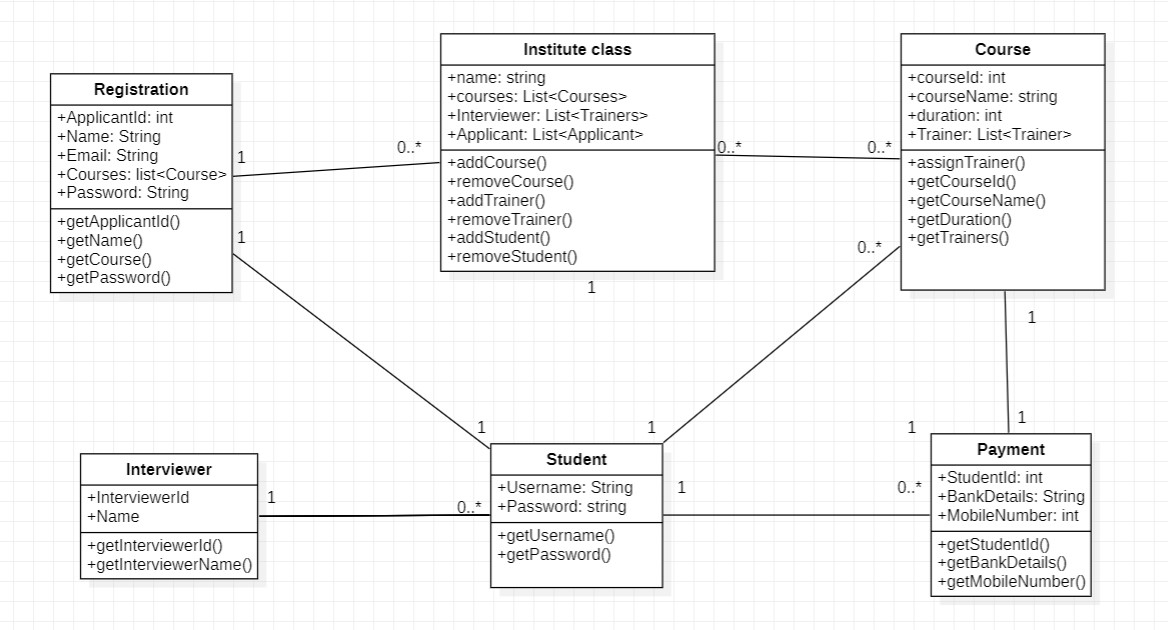 Registration
+ApplicantId: int
+Name: String
+Email: String
+Courses: list<Course>
+Password: String
+getApplicantId()
+getName()
+getCourse()
+getPassword()
1
1
0..*
Institute class
+name: string
+courses: List<Courses>
+Interviewer: List<Trainers>
+Applicant: List<Applicant>
+addCourse()
+removeCourse()
+addTrainer()
+removeTrainer()
+addStudent()
+removeStudent()
1
0..*
0..*
Course
+courseId: int
+courseName: string
+duration: int
+Trainer: List<Trainer>
+assignTrainer()
+getCourseId()
+getCourseName()
+getDuration()
+getTrainers()
0..*
1
1
1
1
1
Interviewer
+InterviewerId
+Name
+getInterviewerId()
+getInterviewerName()
1
0..*
Student
+Username: String
+Password: string
+getUsername()
+getPassword()
1
0..*
Payment
+StudentId: int
+BankDetails: String
+MobileNumber: int
+getStudentId()
+getBankDetails()
+getMobileNumber()